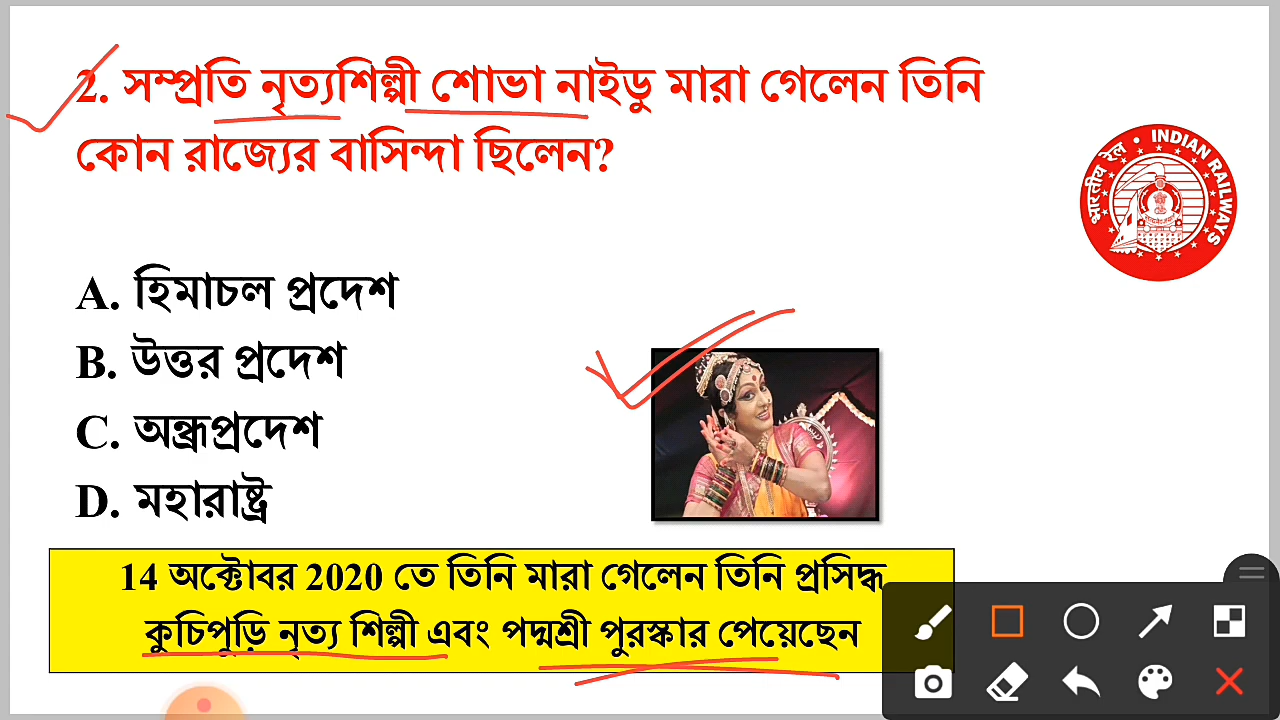 2. সম্প্রতি নৃত্যশিল্পী শোভা নাইডু মারা গেলেন তিনি
কোন রাজ্যের বাসিন্দা ছিলেন?
भारतीय रेल • INDIAN RAILWAYS
A. হিমাচল প্রদেশ
B. উত্তর প্রদেশ
C. অন্ধ্রপ্রদেশ
D. মহারাষ্ট্র
14 অক্টোবর 2020 তে তিনি মারা গেলেন তিনি প্রসিদ্ধ
কুচিপুড়ি নৃত্য শিল্পী এবং পদ্মশ্রী পুরস্কার পেয়েছেন